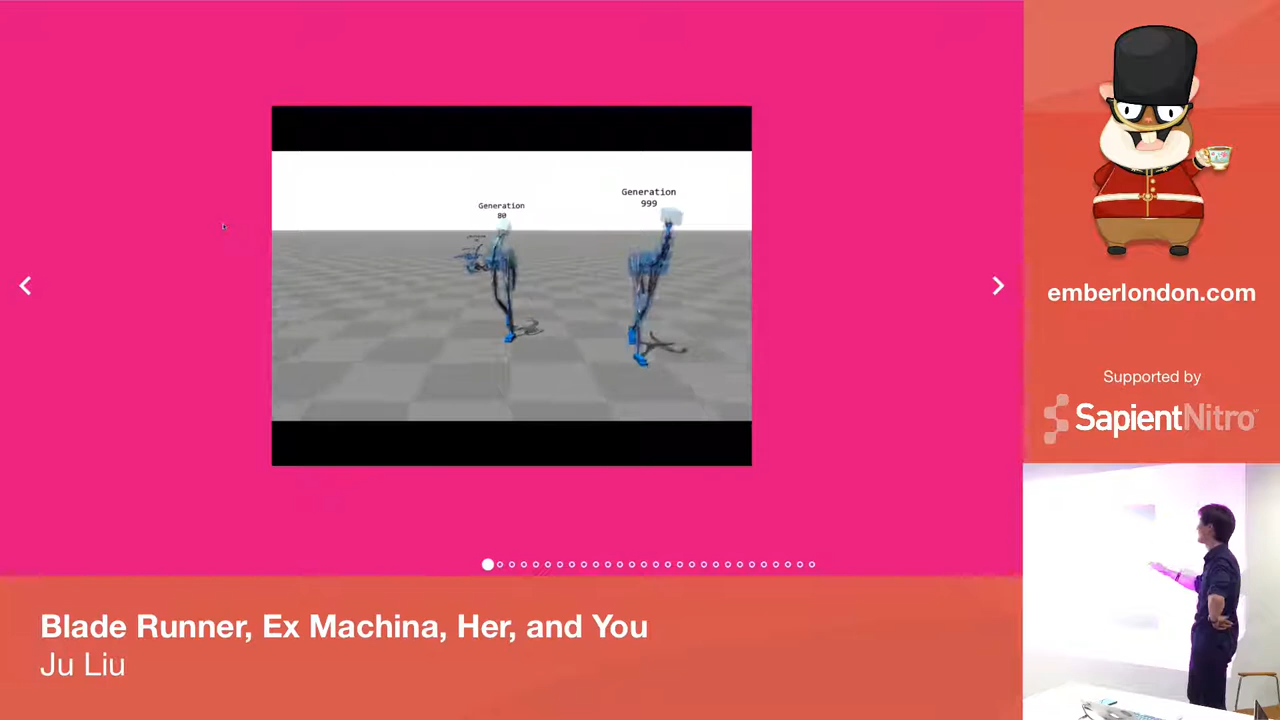 Generation
80
Generation
999
emberlondon.com
Supported by
SapientNitro
Blade Runner, Ex Machina, Her, and You
Ju Liu